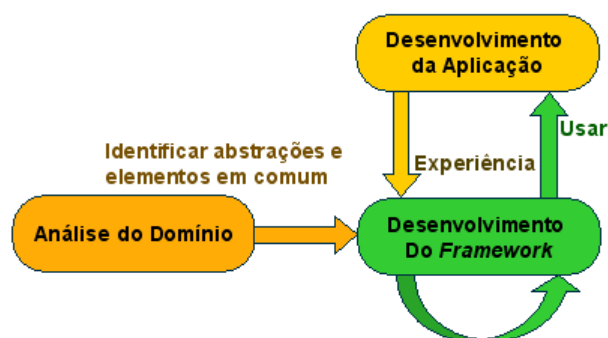 Desenvolvimento
da Aplicação
Usar
Identificar abstrações e
elementos em comum
Experiência
Análise do Domínio
Desenvolvimento
Do Framework